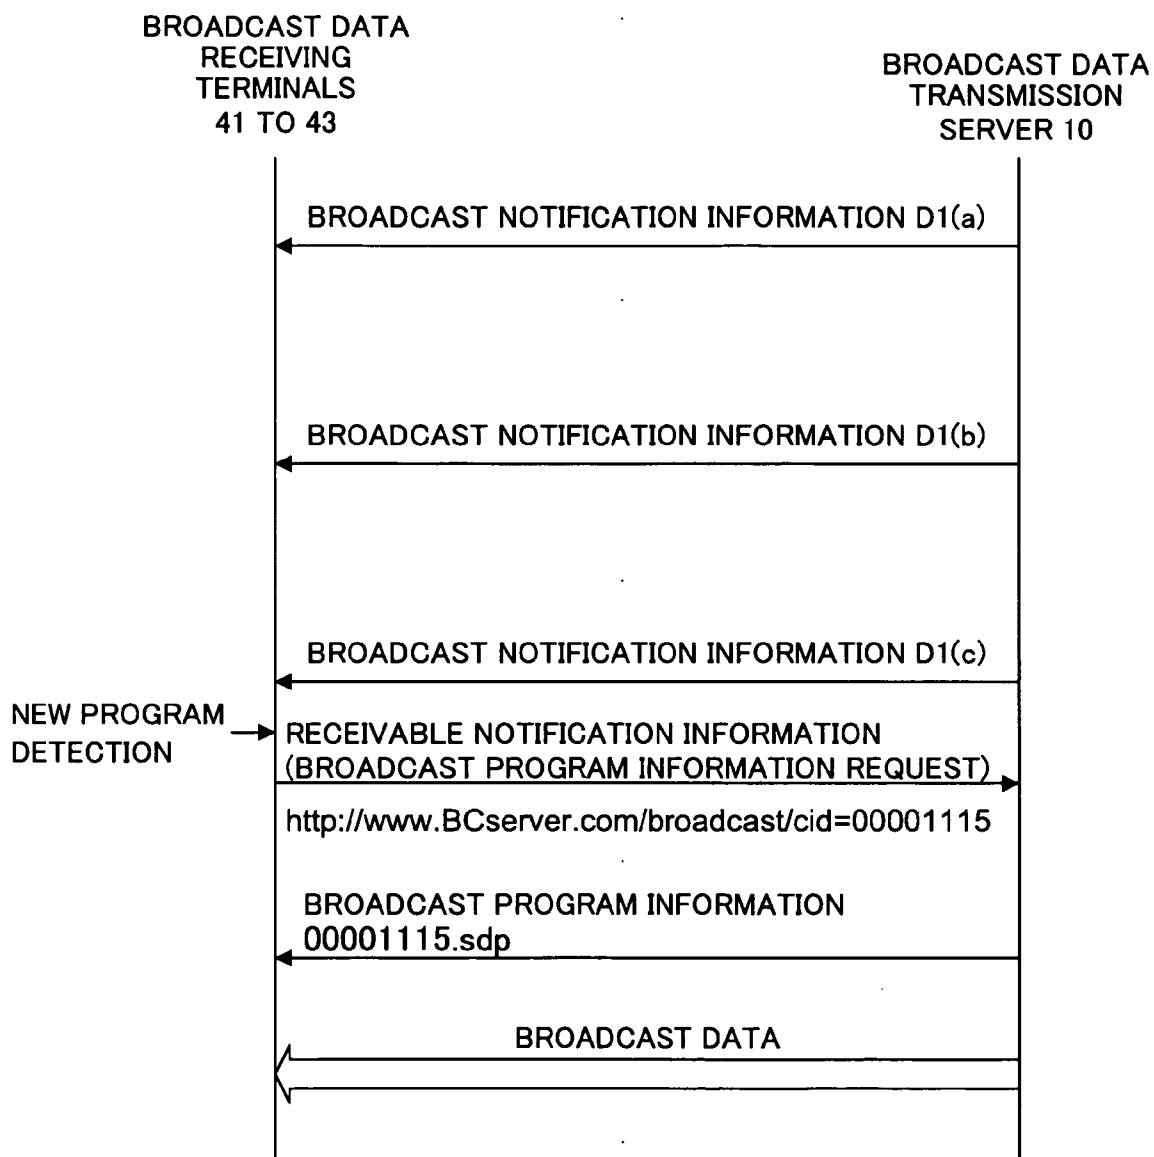 BROADCAST DATA
RECEIVING
TERMINALS
41 TO 43
BROADCAST DATA
TRANSMISSION
SERVER 10
BROADCAST NOTIFICATION INFORMATION D1(a)
BROADCAST NOTIFICATION INFORMATION D1(b)
BROADCAST NOTIFICATION INFORMATION D1(c)
NEW PROGRAM
DETECTION
RECEIVABLE NOTIFICATION INFORMATION
(BROADCAST PROGRAM INFORMATION REQUEST)
http://www.BCserver.com/broadcast/cid=00001115
BROADCAST PROGRAM INFORMATION
00001115.sdp
BROADCAST DATA